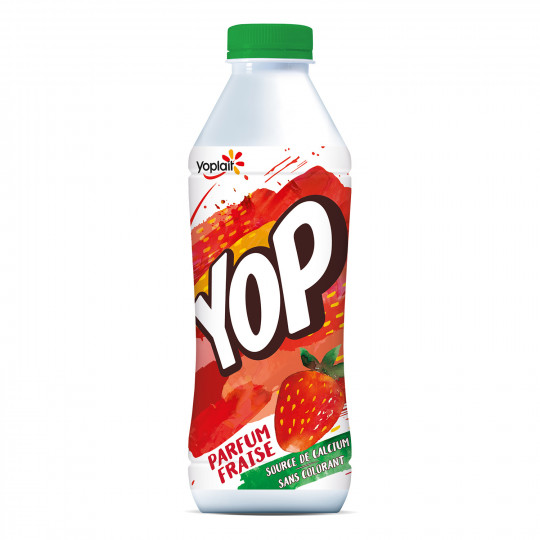 Yoplait
YOP
PARFUM
FRAISE
SOURCE DE CALCIUM
SANS COLORANT